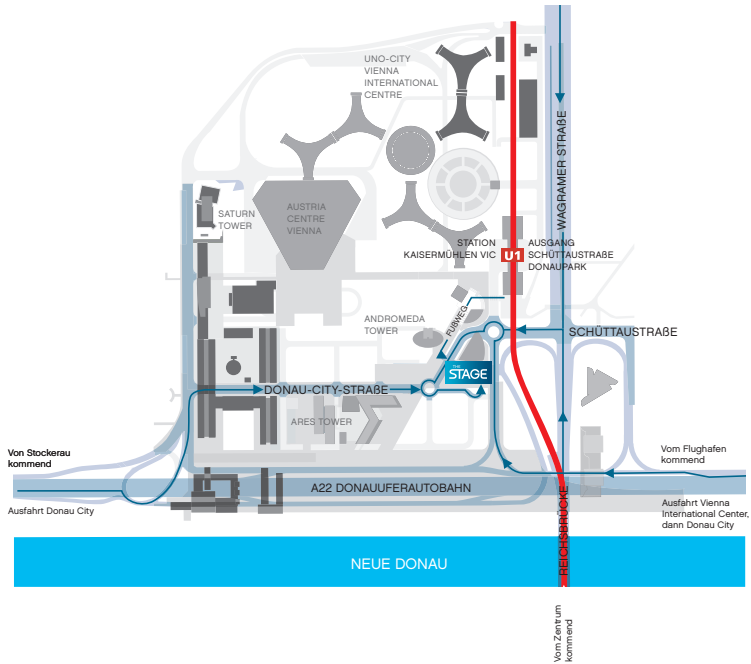 UNO-CITY
VIENNA
INTERNATIONAL
CENTRE
WAGRAMER STRAßE
SATURN
TOWER
AUSTRIA
CENTRE
VIENNA
STATION
KAISERMÜHLEN VIC
U1
AUSGANG
SCHÜTTAUSTRAßE
DONAUPARK
FUßWEG
ANDROMEDA
TOWER
SCHÜTTAUSTRAßE
THE
STAGE
DONAU-CITY-STRAßE
ARES TOWER
Von Stockerau
kommend
Vom Flughafen
kommend
A22 DONAUUFERAUTOBAHN
Ausfahrt Donau City
Ausfahrt Vienna
International Center,
dann Donau City
REICHSBRÜCKE
NEUE DONAU
Vom Zentrum
kommend